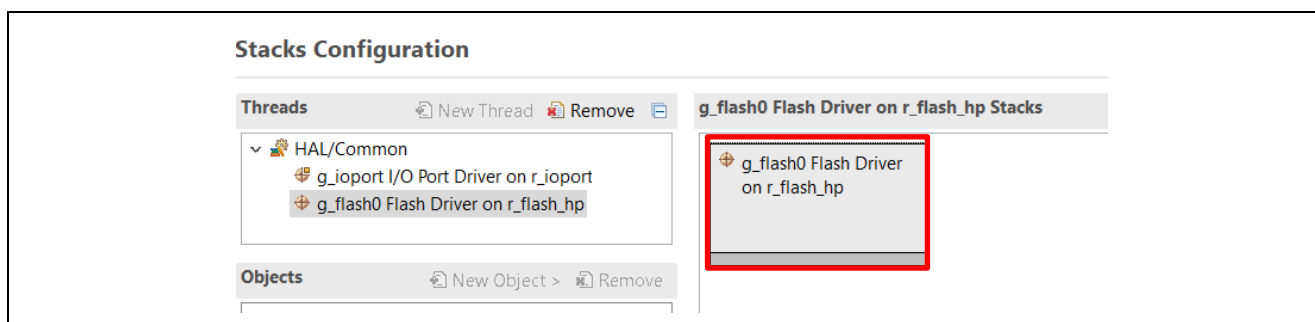 Stacks Configuration
Threads
New Thread
Remove
HAL/Common
g_ioport I/O Port Driver on r_ioport
g_flash0 Flash Driver on r_flash_hp
Objects
New Object >
Remove
g_flash0 Flash Driver on r_flash_hp Stacks
g_flash0 Flash Driver
on r_flash_hp